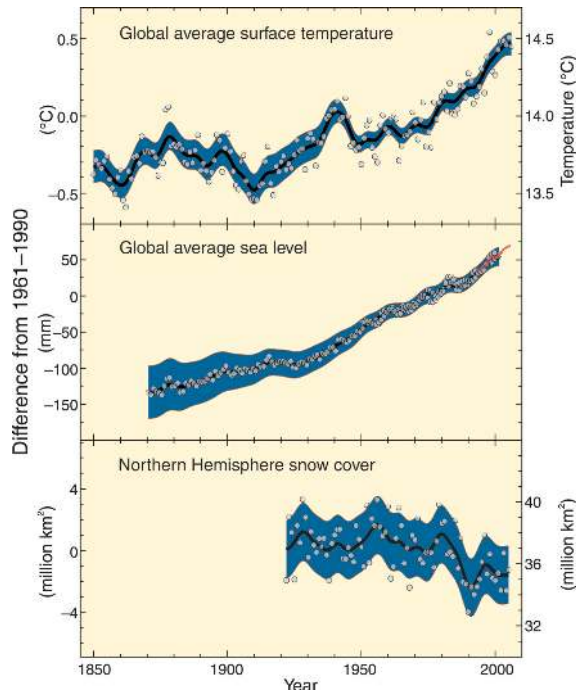 Global average surface temperature
0.5
0.0
−0.5
(°C)
14.5
14.0
13.5
Temperature (°C)
Difference from 1961–1990
Global average sea level
50
0
−50
−100
−150
(mm)
Northern Hemisphere snow cover
4
0
−4
(million km²)
40
36
32
(million km²)
1850
1900
1950
2000
Year